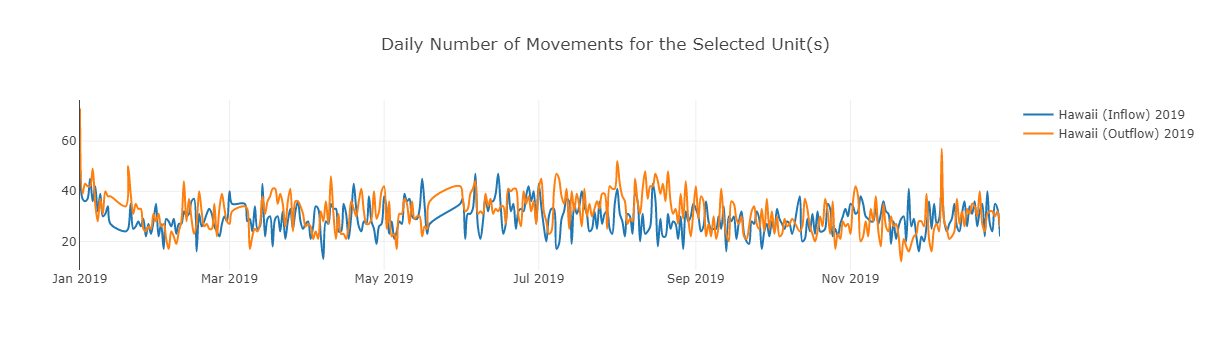 Daily Number of Movements for the Selected Unit(s)
Hawaii (Inflow) 2019
Hawaii (Outflow) 2019
60
40
20
Jan 2019
Mar 2019
May 2019
Jul 2019
Sep 2019
Nov 2019